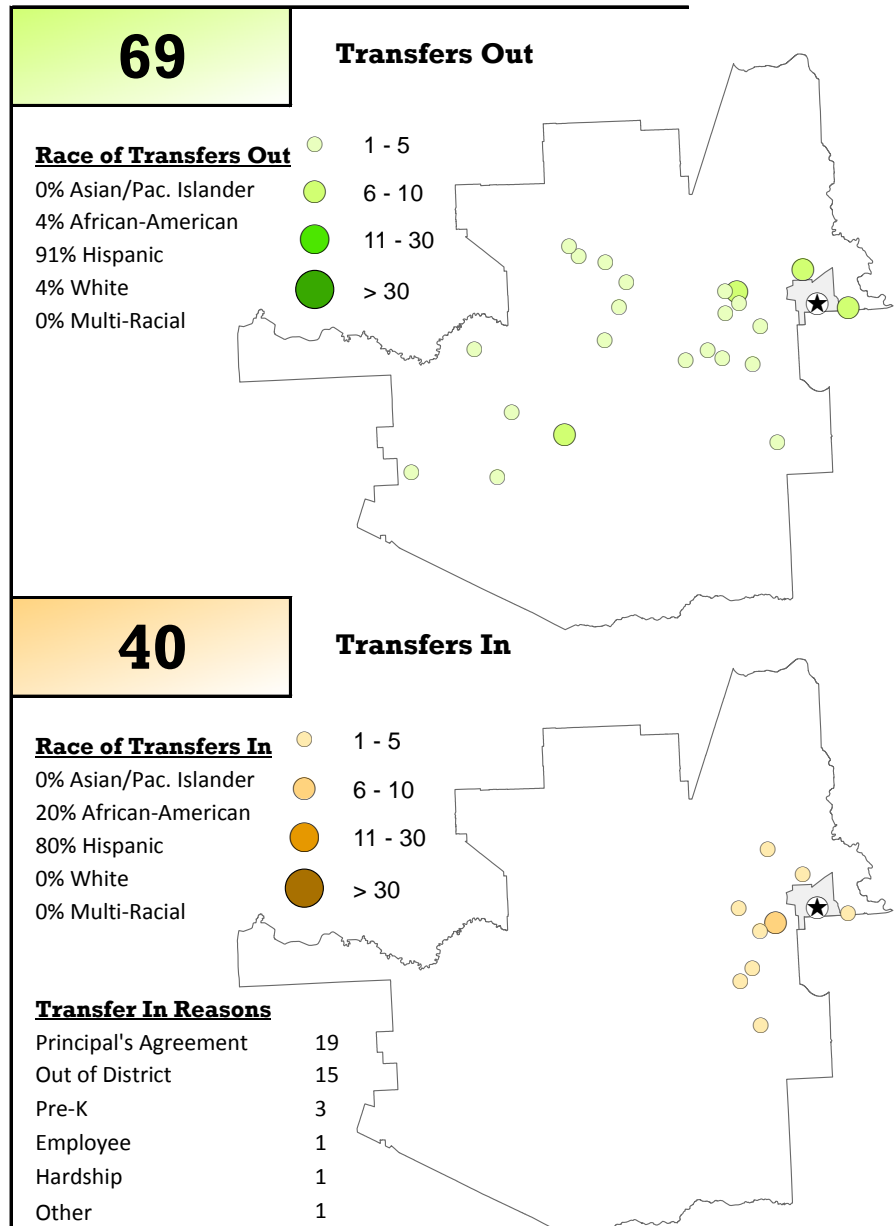 69
Transfers Out
Race of Transfers Out
0% Asian/Pac. Islander
4% African-American
91% Hispanic
4% White
0% Multi-Racial
1 - 5
6 - 10
11 - 30
> 30
40
Transfers In
Race of Transfers In
0% Asian/Pac. Islander
20% African-American
80% Hispanic
0% White
0% Multi-Racial
1 - 5
6 - 10
11 - 30
> 30
Transfer In Reasons
Principal's Agreement 19
Out of District 15
Pre-K 3
Employee 1
Hardship 1
Other 1